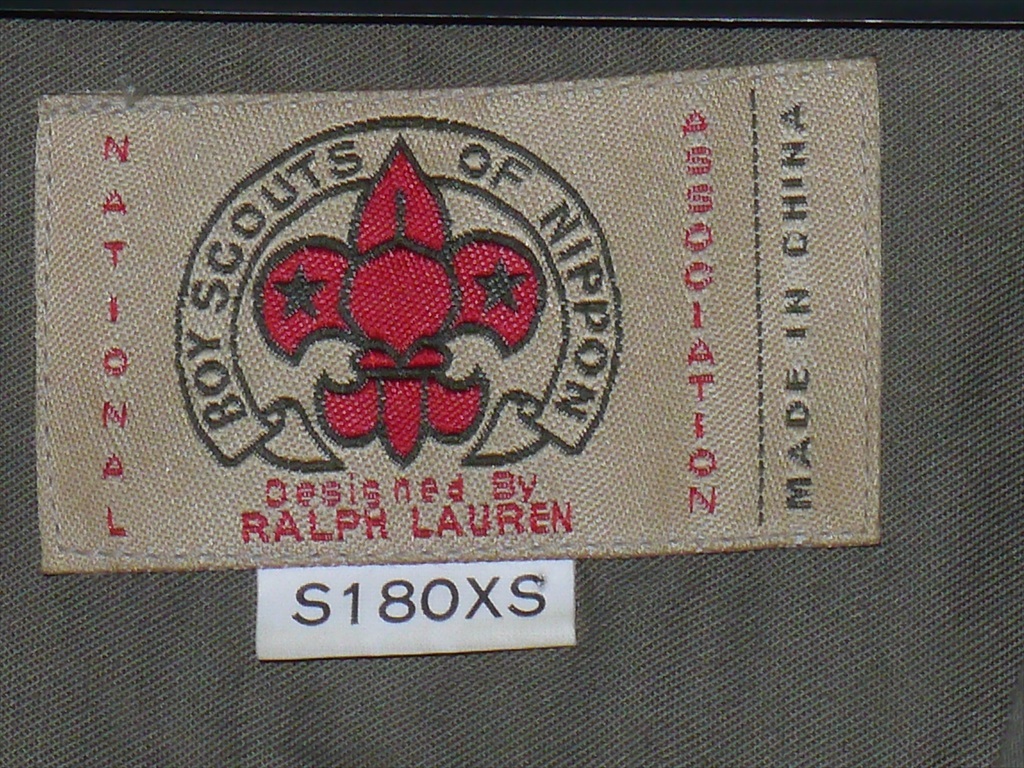 NATIONAL
BOY SCOUTS OF NIPPON
ASSOCIATION
MADE IN CHINA
Designed By
RALPH LAUREN
S180XS